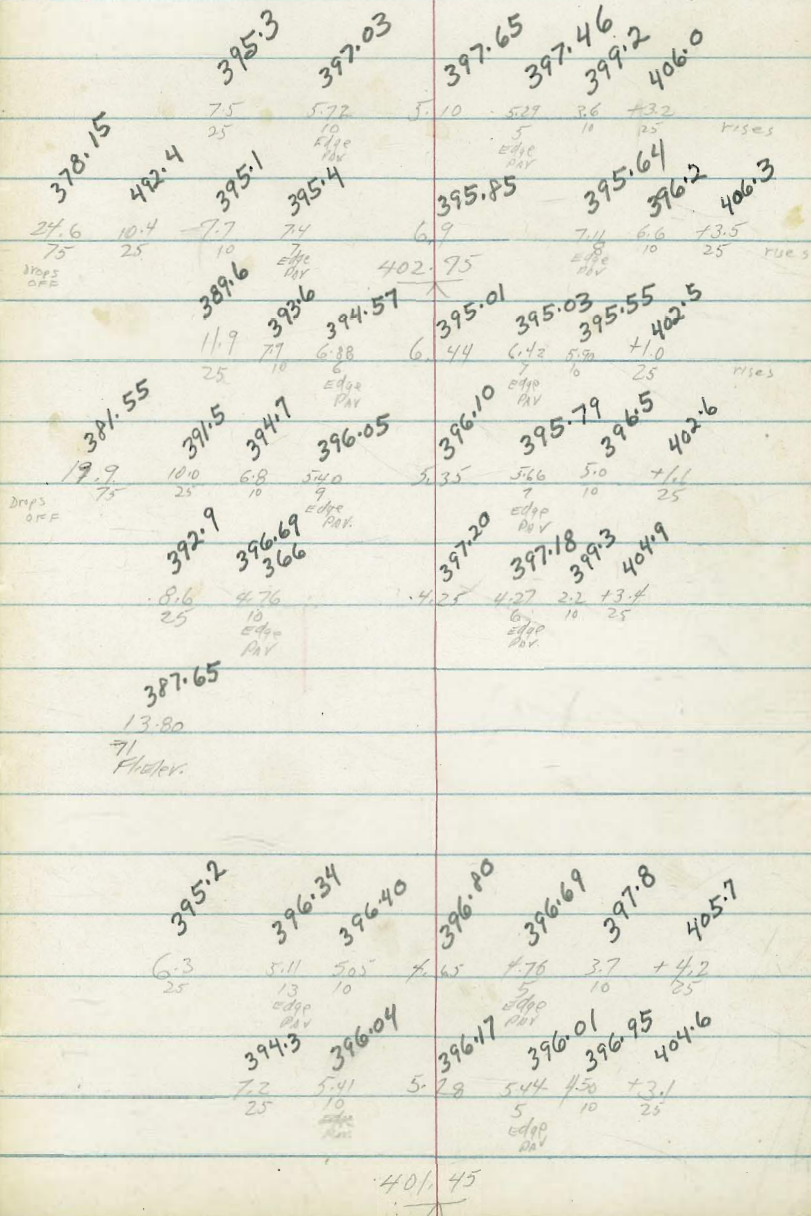 395.3 397.03 397.65 397.46 399.2 406.0
7.5 5.72 5.10 5.29 3.6 +3.2
25 10 5 10 25 rises
Edge Edge
PAV PAV
378.15 492.4 395.1 395.4 395.85 395.64 396.2 406.3
24.6 10.4 7.7 7.4 6.9 7.11 6.6 +3.5
75 25 10 7 8 10 25 rises
Drops Edge Edge
OFF PAV PAV
402.75
389.6 393.6 394.57 395.01 395.03 395.55 402.5
11.9 7.9 6.88 6.44 6.42 5.90 +1.0
25 10 6 7 10 25 rises
Edge Edge
PAV PAV
381.55 391.5 394.7 396.05 396.10 395.79 396.5 402.6
19.9 10.0 6.8 5.40 5.35 5.66 5.0 +1.1
75 25 10 9 7 10 25
Drops Edge Edge
OFF PAV. PAV
392.9 396.69 397.20 397.18 399.3 404.9
366
8.6 4.76 4.25 4.27 2.2 +3.4
25 10 6 10 25
Edge Edge
PAV PAV.
387.65
13.80
71
Fl.Elev.
395.2 396.34 396.40 396.80 396.69 397.8 405.7
6.3 5.11 5.05 4.65 4.76 3.7 +4.2
25 13 10 5 10 25
Edge Edge
PAV PAV
394.3 396.04 396.17 396.01 396.95 404.6
7.2 5.41 5.28 5.44 4.50 +3.1
25 10 5 10 25
Edge Edge
PAV. PAV
401.45